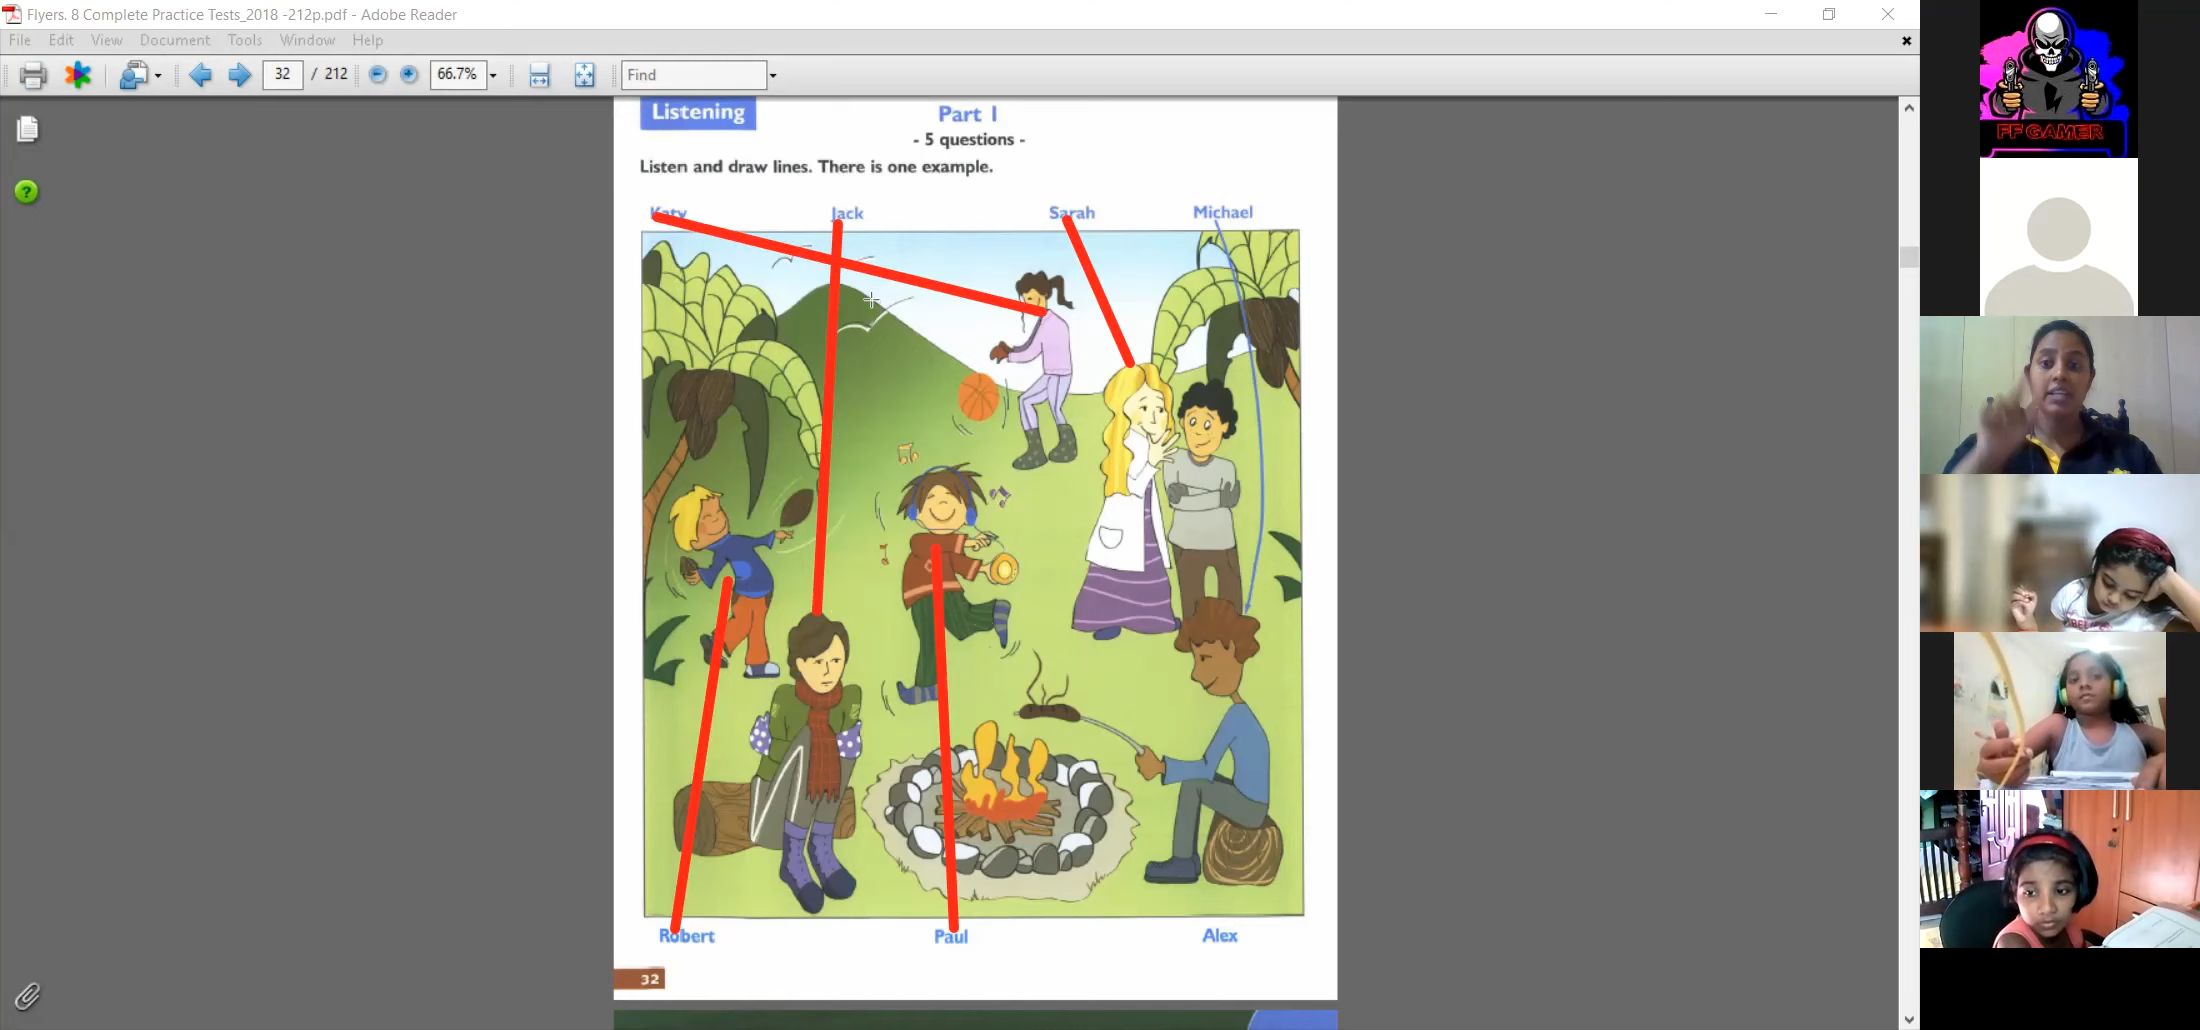 Flyers. 8 Complete Practice Tests_2018 -212p.pdf - Adobe Reader
File Edit View Document Tools Window Help
32 / 212 66.7% Find
Listening
Part 1
- 5 questions -
Listen and draw lines. There is one example.
Katy Jack Sarah Michael
Robert Paul Alex
32
FF GAMER